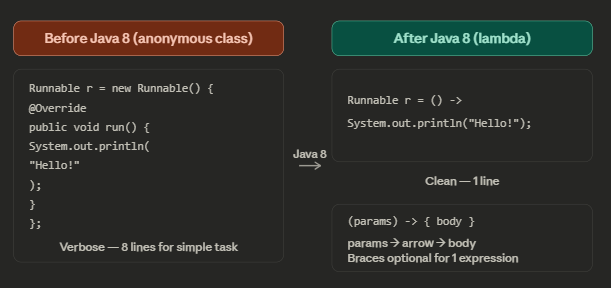 Before Java 8 (anonymous class)
Runnable r = new Runnable() {
@Override
public void run() {
System.out.println(
"Hello!"
);
}
};
Verbose — 8 lines for simple task
Java 8
After Java 8 (lambda)
Runnable r = () ->
System.out.println("Hello!");
Clean — 1 line
(params) -> { body }
params → arrow → body
Braces optional for 1 expression